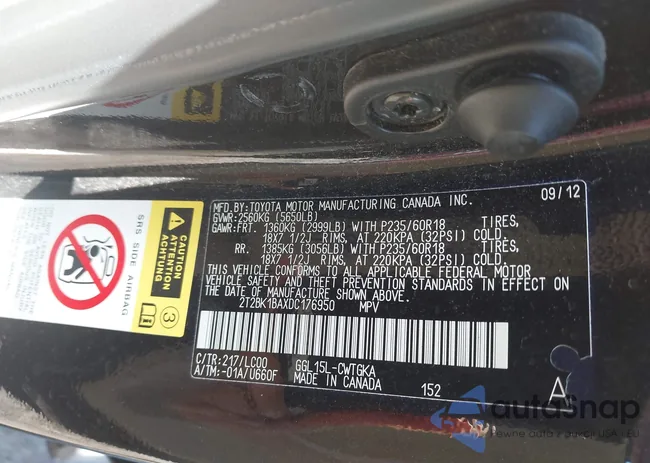 MFD.BY:TOYOTA MOTOR MANUFACTURING CANADA INC. 09/12
GVWR:2560KG (5650LB)
GAWR:FRT. 1360KG (2999LB) WITH P235/60R18 TIRES,
18X7 1/2J RIMS, AT 220KPA (32PSI) COLD.
RR. 1385KG (3056LB) WITH P235/60R18 TIRES,
18X7 1/2J RIMS, AT 220KPA (32PSI) COLD.
THIS VEHICLE CONFORMS TO ALL APPLICABLE FEDERAL MOTOR
VEHICLE SAFETY AND THEFT PREVENTION STANDARDS IN EFFECT ON
THE DATE OF MANUFACTURE SHOWN ABOVE.
2T2BK1BAXDC176950 MPV
C/TR:217/LC00 GGL15L-CWTGKA
A/TM:-01A/U660F MADE IN CANADA 152 A
CAUTION
ATTENTION
ACHTUNG
SRS SIDE AIRBAG
3
autosnap